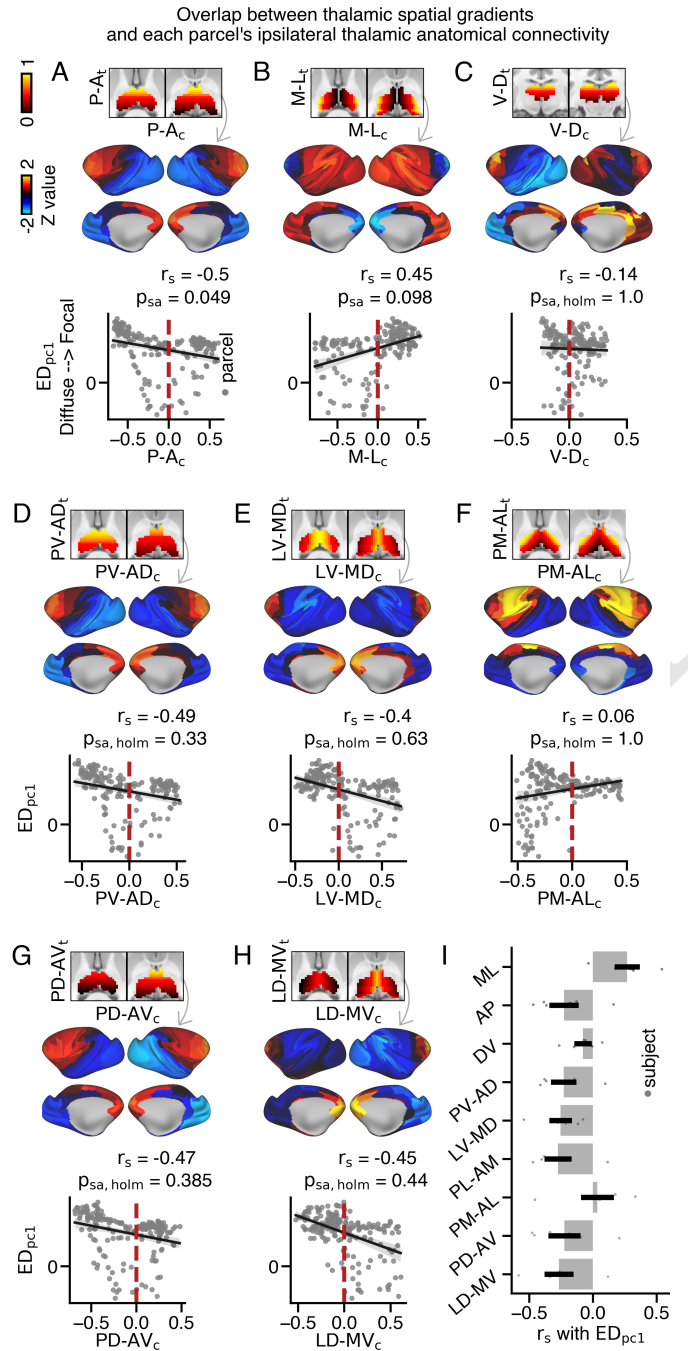 Overlap between thalamic spatial gradients
and each parcel's ipsilateral thalamic anatomical connectivity
A
B
C
1
0
P-At
M-Lt
V-Dt
P-Ac
M-Lc
V-Dc
2
-2
Z value
rs = -0.5
psa = 0.049
rs = 0.45
psa = 0.098
rs = -0.14
psa, holm = 1.0
EDpc1
Diffuse --> Focal
0
parcel
−0.5 0.0 0.5
P-Ac
0
−0.5 0.0 0.5
M-Lc
0
−0.5 0.0 0.5
V-Dc
D
E
F
PV-ADt
LV-MDt
PM-ALt
PV-ADc
LV-MDc
PM-ALc
rs = -0.49
psa, holm = 0.33
rs = -0.4
psa, holm = 0.63
rs = 0.06
psa, holm = 1.0
EDpc1
0
−0.5 0.0 0.5
PV-ADc
0
−0.5 0.0 0.5
LV-MDc
0
−0.5 0.0 0.5
PM-ALc
G
H
I
PD-AVt
LD-MVt
PD-AVc
LD-MVc
rs = -0.47
psa, holm = 0.385
rs = -0.45
psa, holm = 0.44
EDpc1
0
−0.5 0.0 0.5
PD-AVc
0
−0.5 0.0 0.5
LD-MVc
ML
AP
DV
PV-AD
LV-MD
PL-AM
PM-AL
PD-AV
LD-MV
subject
−0.5 0.0 0.5
rs with EDpc1